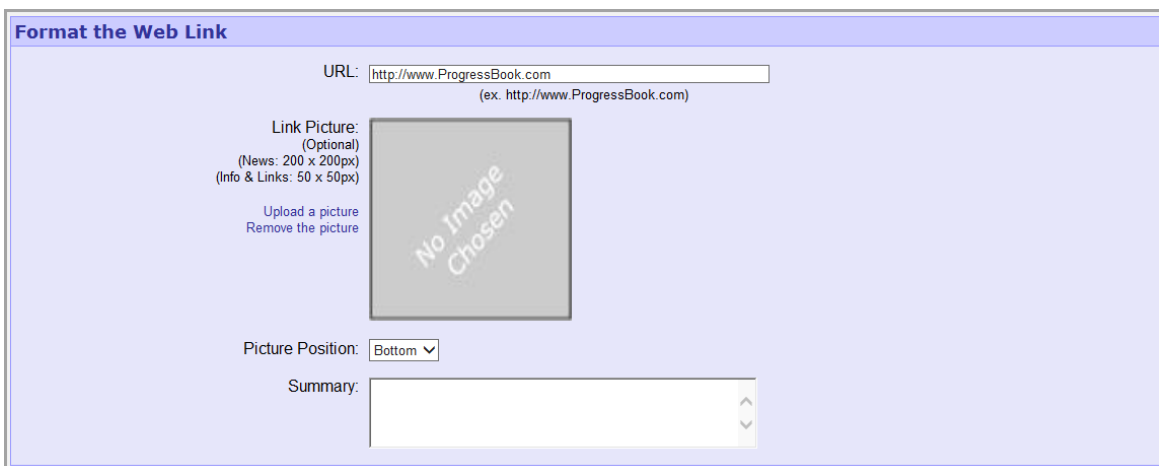 Format the Web Link
URL: http://www.ProgressBook.com
(ex. http://www.ProgressBook.com)
Link Picture:
(Optional)
(News: 200 x 200px)
(Info & Links: 50 x 50px)
Upload a picture
Remove the picture
No Image
Chosen
Picture Position: Bottom
Summary: